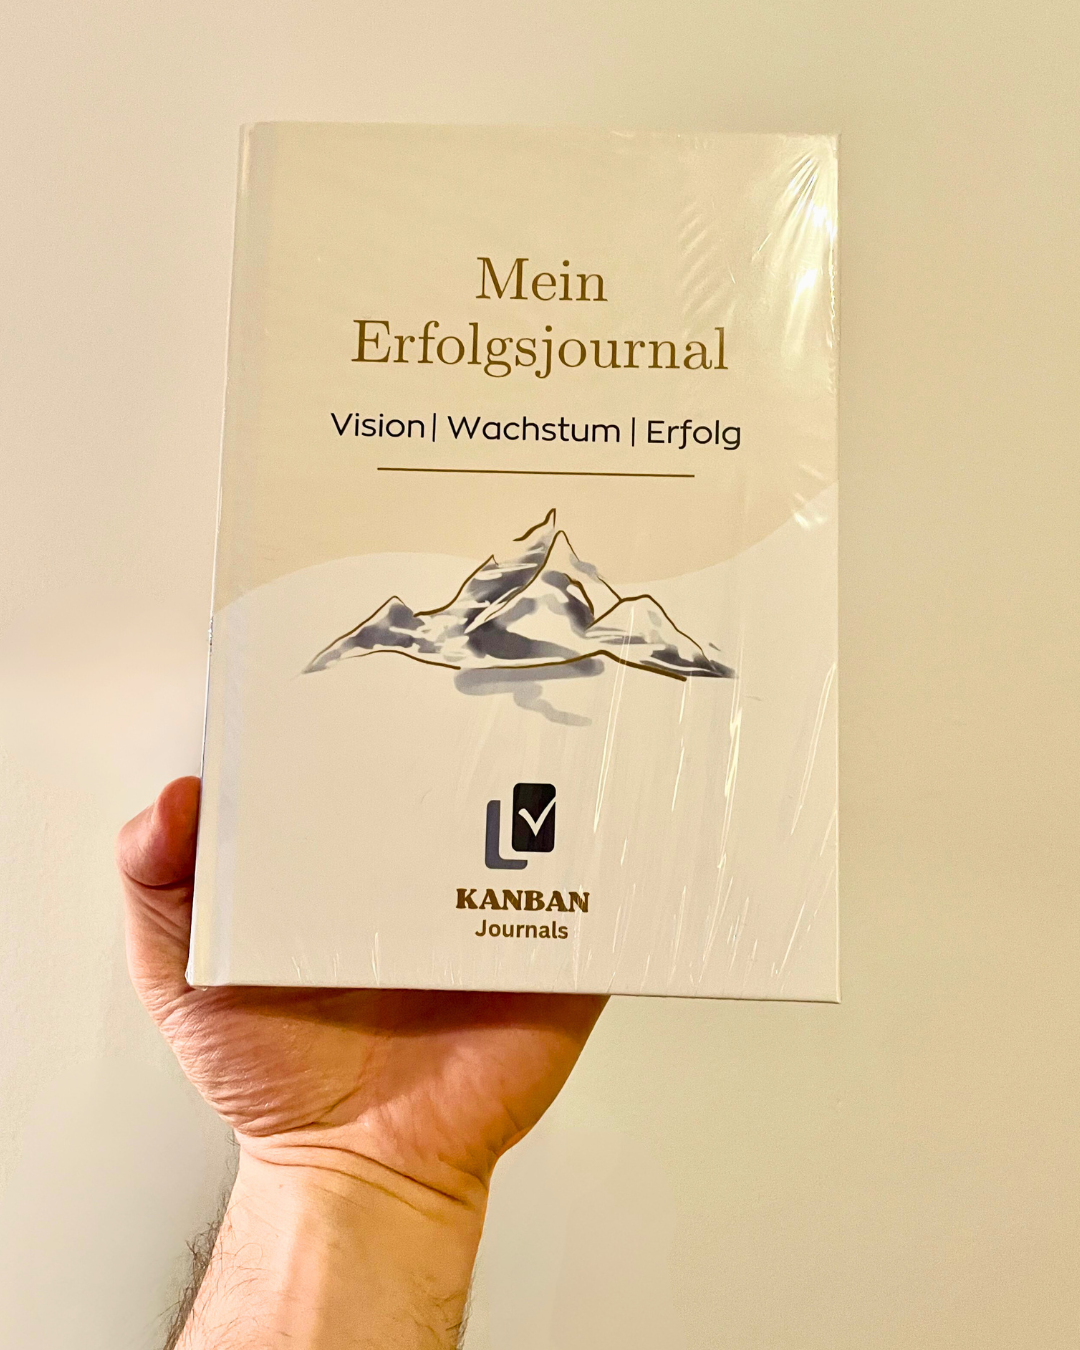 Mein
Erfolgsjournal
Vision| Wachstum | Erfolg
KANBAN
Journals